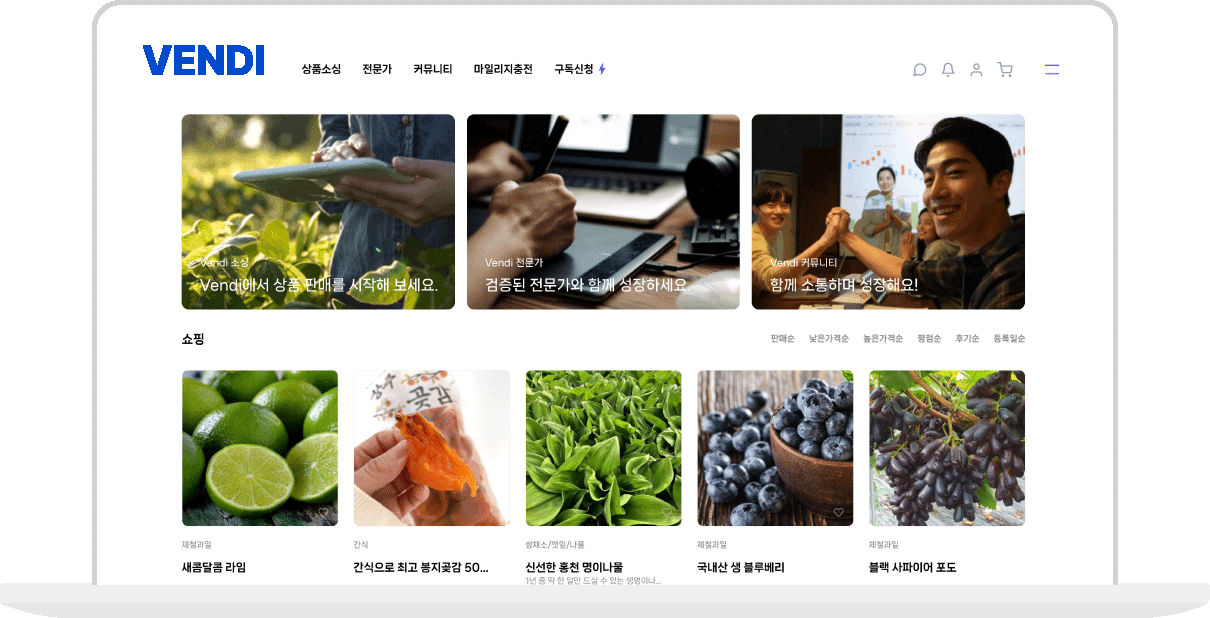 VENDI
상품소싱 전문가 커뮤니티 마일리지충전 구독신청
Vendi 소싱
Vendi에서 상품 판매를 시작해 보세요.
Vendi 전문가
검증된 전문가와 함께 성장하세요.
Vendi 커뮤니티
함께 소통하며 성장해요!
쇼핑
판매순 낮은가격순 높은가격순 평점순 후기순 등록일순
곶감
제철과일
새콤달콤 라임
간식
간식으로 최고 봉지곶감 50...
쌈채소/깻잎/나물
신선한 홍천 명이나물
1년 중 딱 한 달만 드실 수 있는 생명이나...
제철과일
국내산 생 블루베리
제철과일
블랙 사파이어 포도